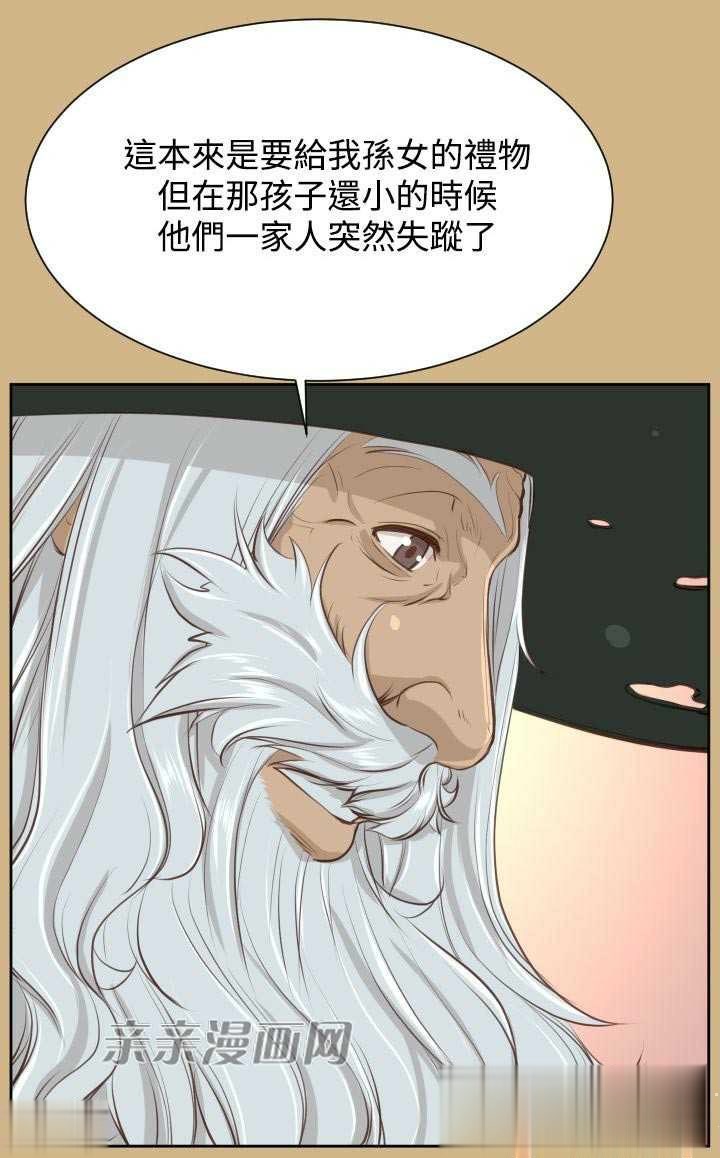 這本來是要給我孫女的禮物
但在那孩子還小的時候
他們一家人突然失蹤了
亲亲漫画网